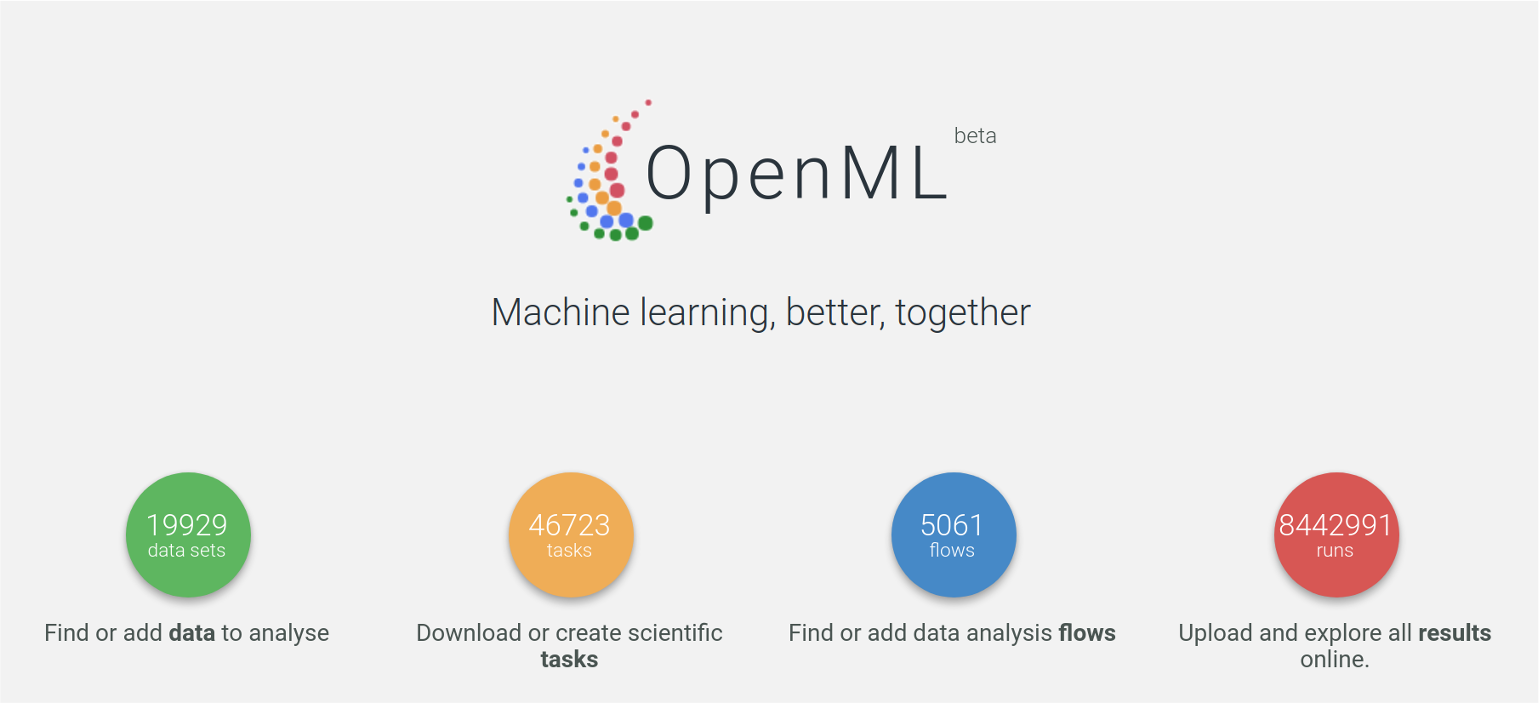 OpenML beta
Machine learning, better, together
19929
data sets
Find or add data to analyse
46723
tasks
Download or create scientific
tasks
5061
flows
Find or add data analysis flows
8442991
runs
Upload and explore all results
online.